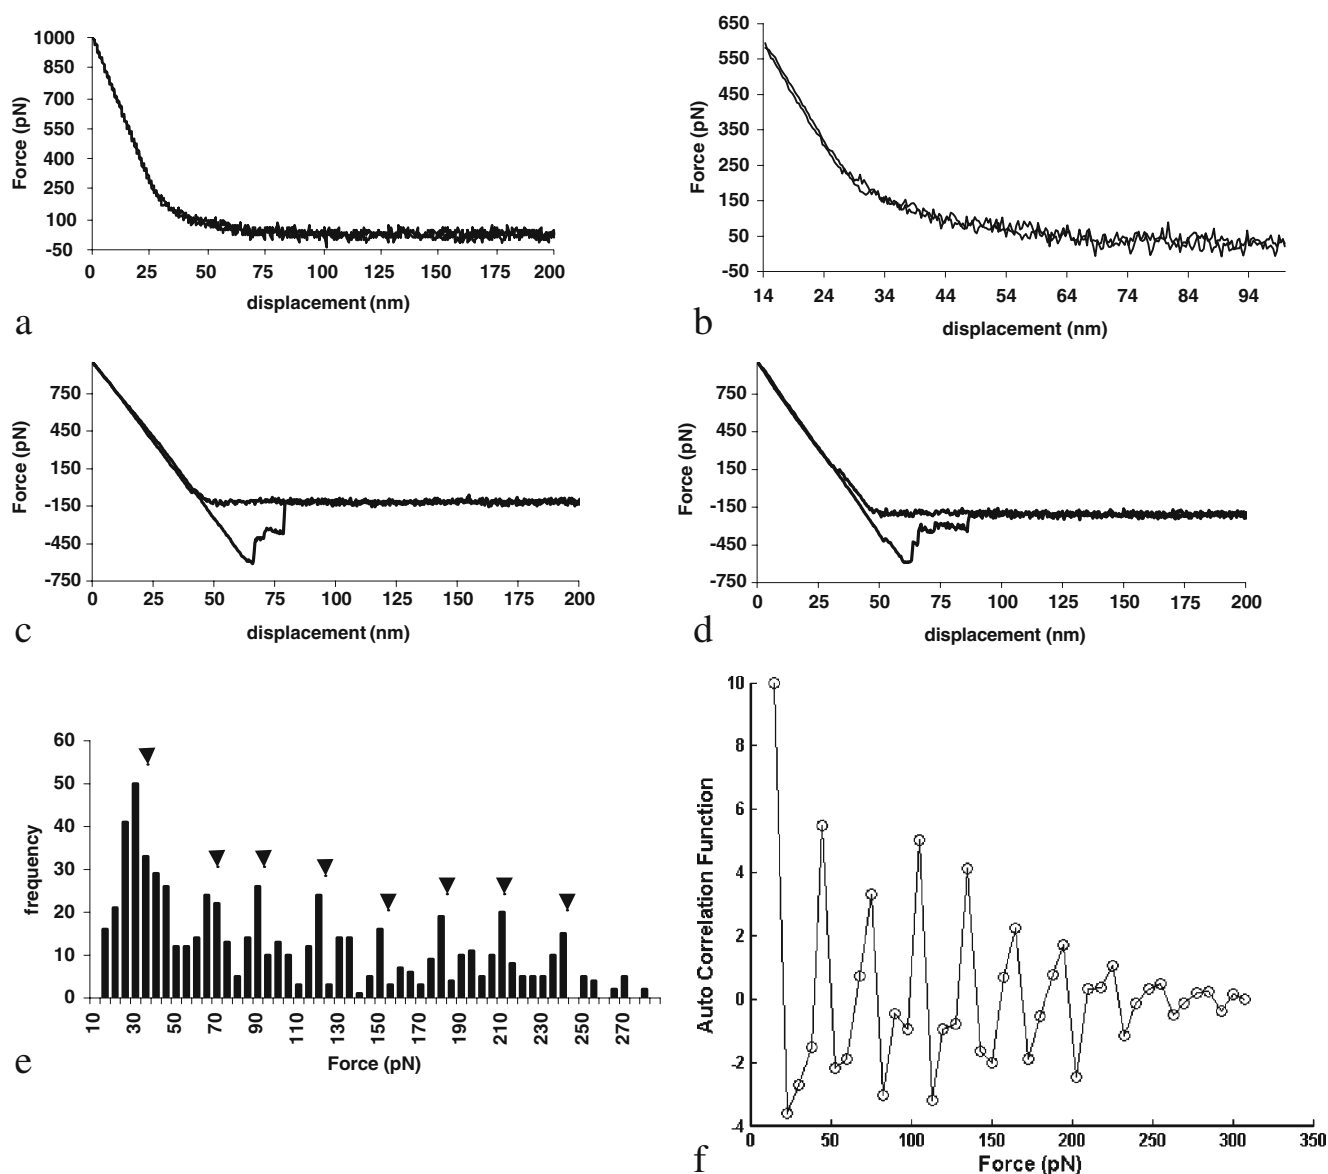 1000
850
700
550
400
250
100
-50
Force (pN)
0 25 50 75 100 125 150 175 200
displacement (nm)
a
650
550
450
350
250
150
50
-50
Force (pN)
14 24 34 44 54 64 74 84 94
displacement (nm)
b
750
450
150
-150
-450
-750
Force (pN)
0 25 50 75 100 125 150 175 200
displacement (nm)
c
750
450
150
-150
-450
-750
Force (pN)
0 25 50 75 100 125 150 175 200
displacement (nm)
d
60
50
40
30
20
10
0
frequency
10 30 50 70 90 110 130 150 170 190 210 230 250 270
Force (pN)
e
10
8
6
4
2
0
-2
-4
Auto Correlation Function
0 50 100 150 200 250 300 350
Force (pN)
f